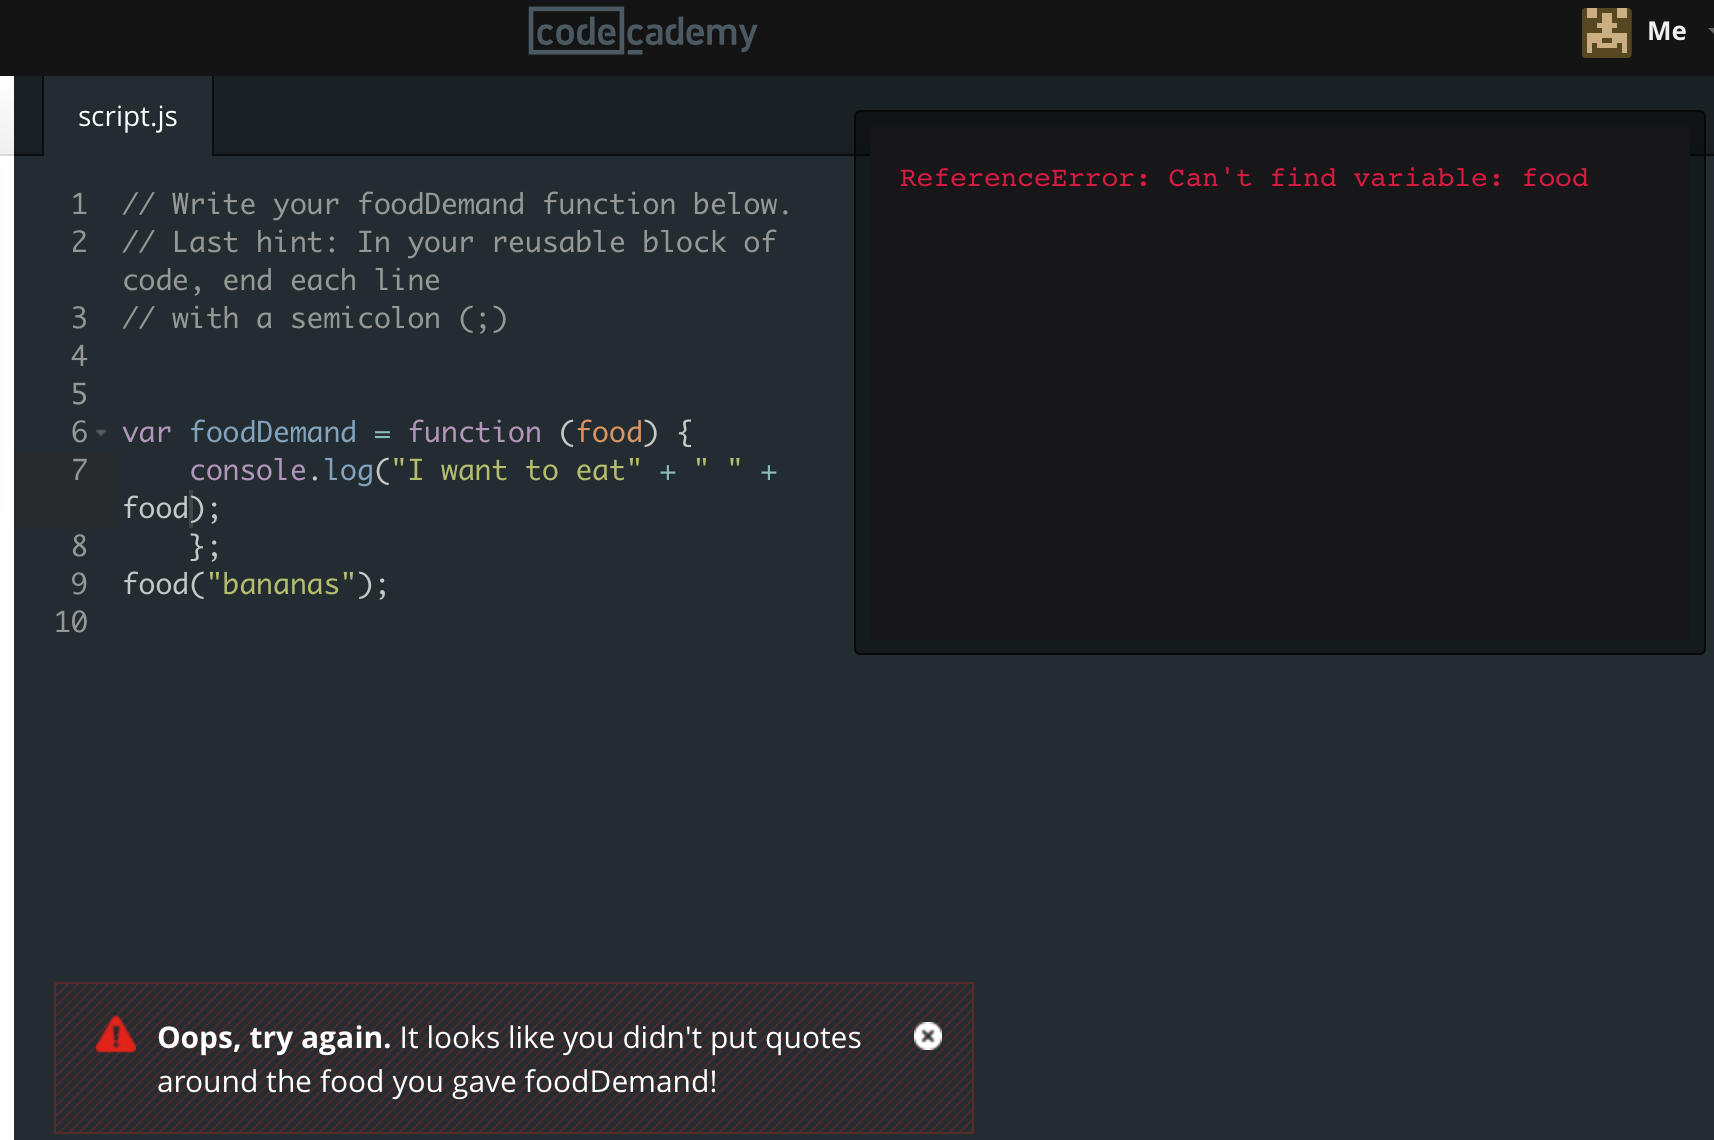 codecademy
Me
script.js
ReferenceError: Can't find variable: food
1 // Write your foodDemand function below.
2 // Last hint: In your reusable block of
code, end each line
3 // with a semicolon (;)
4
5
6 var foodDemand = function (food) {
7 console.log("I want to eat" + " " +
food);
8 };
9 food("bananas");
10
Oops, try again. It looks like you didn't put quotes
around the food you gave foodDemand!